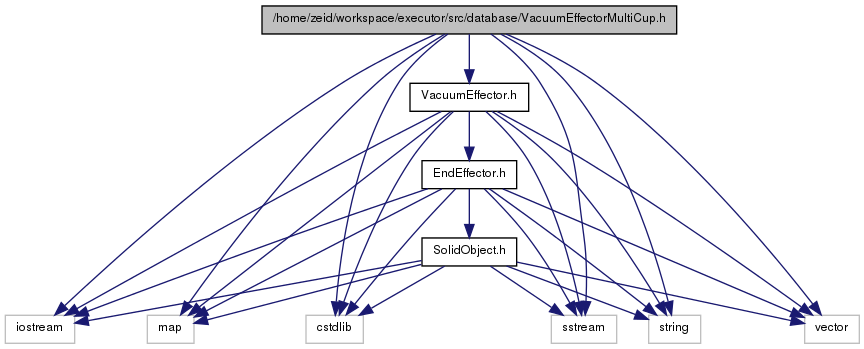 /home/zeid/workspace/executor/src/database/VacuumEffectorMultiCup.h
VacuumEffector.h
EndEffector.h
SolidObject.h
iostream
map
cstdlib
sstream
string
vector